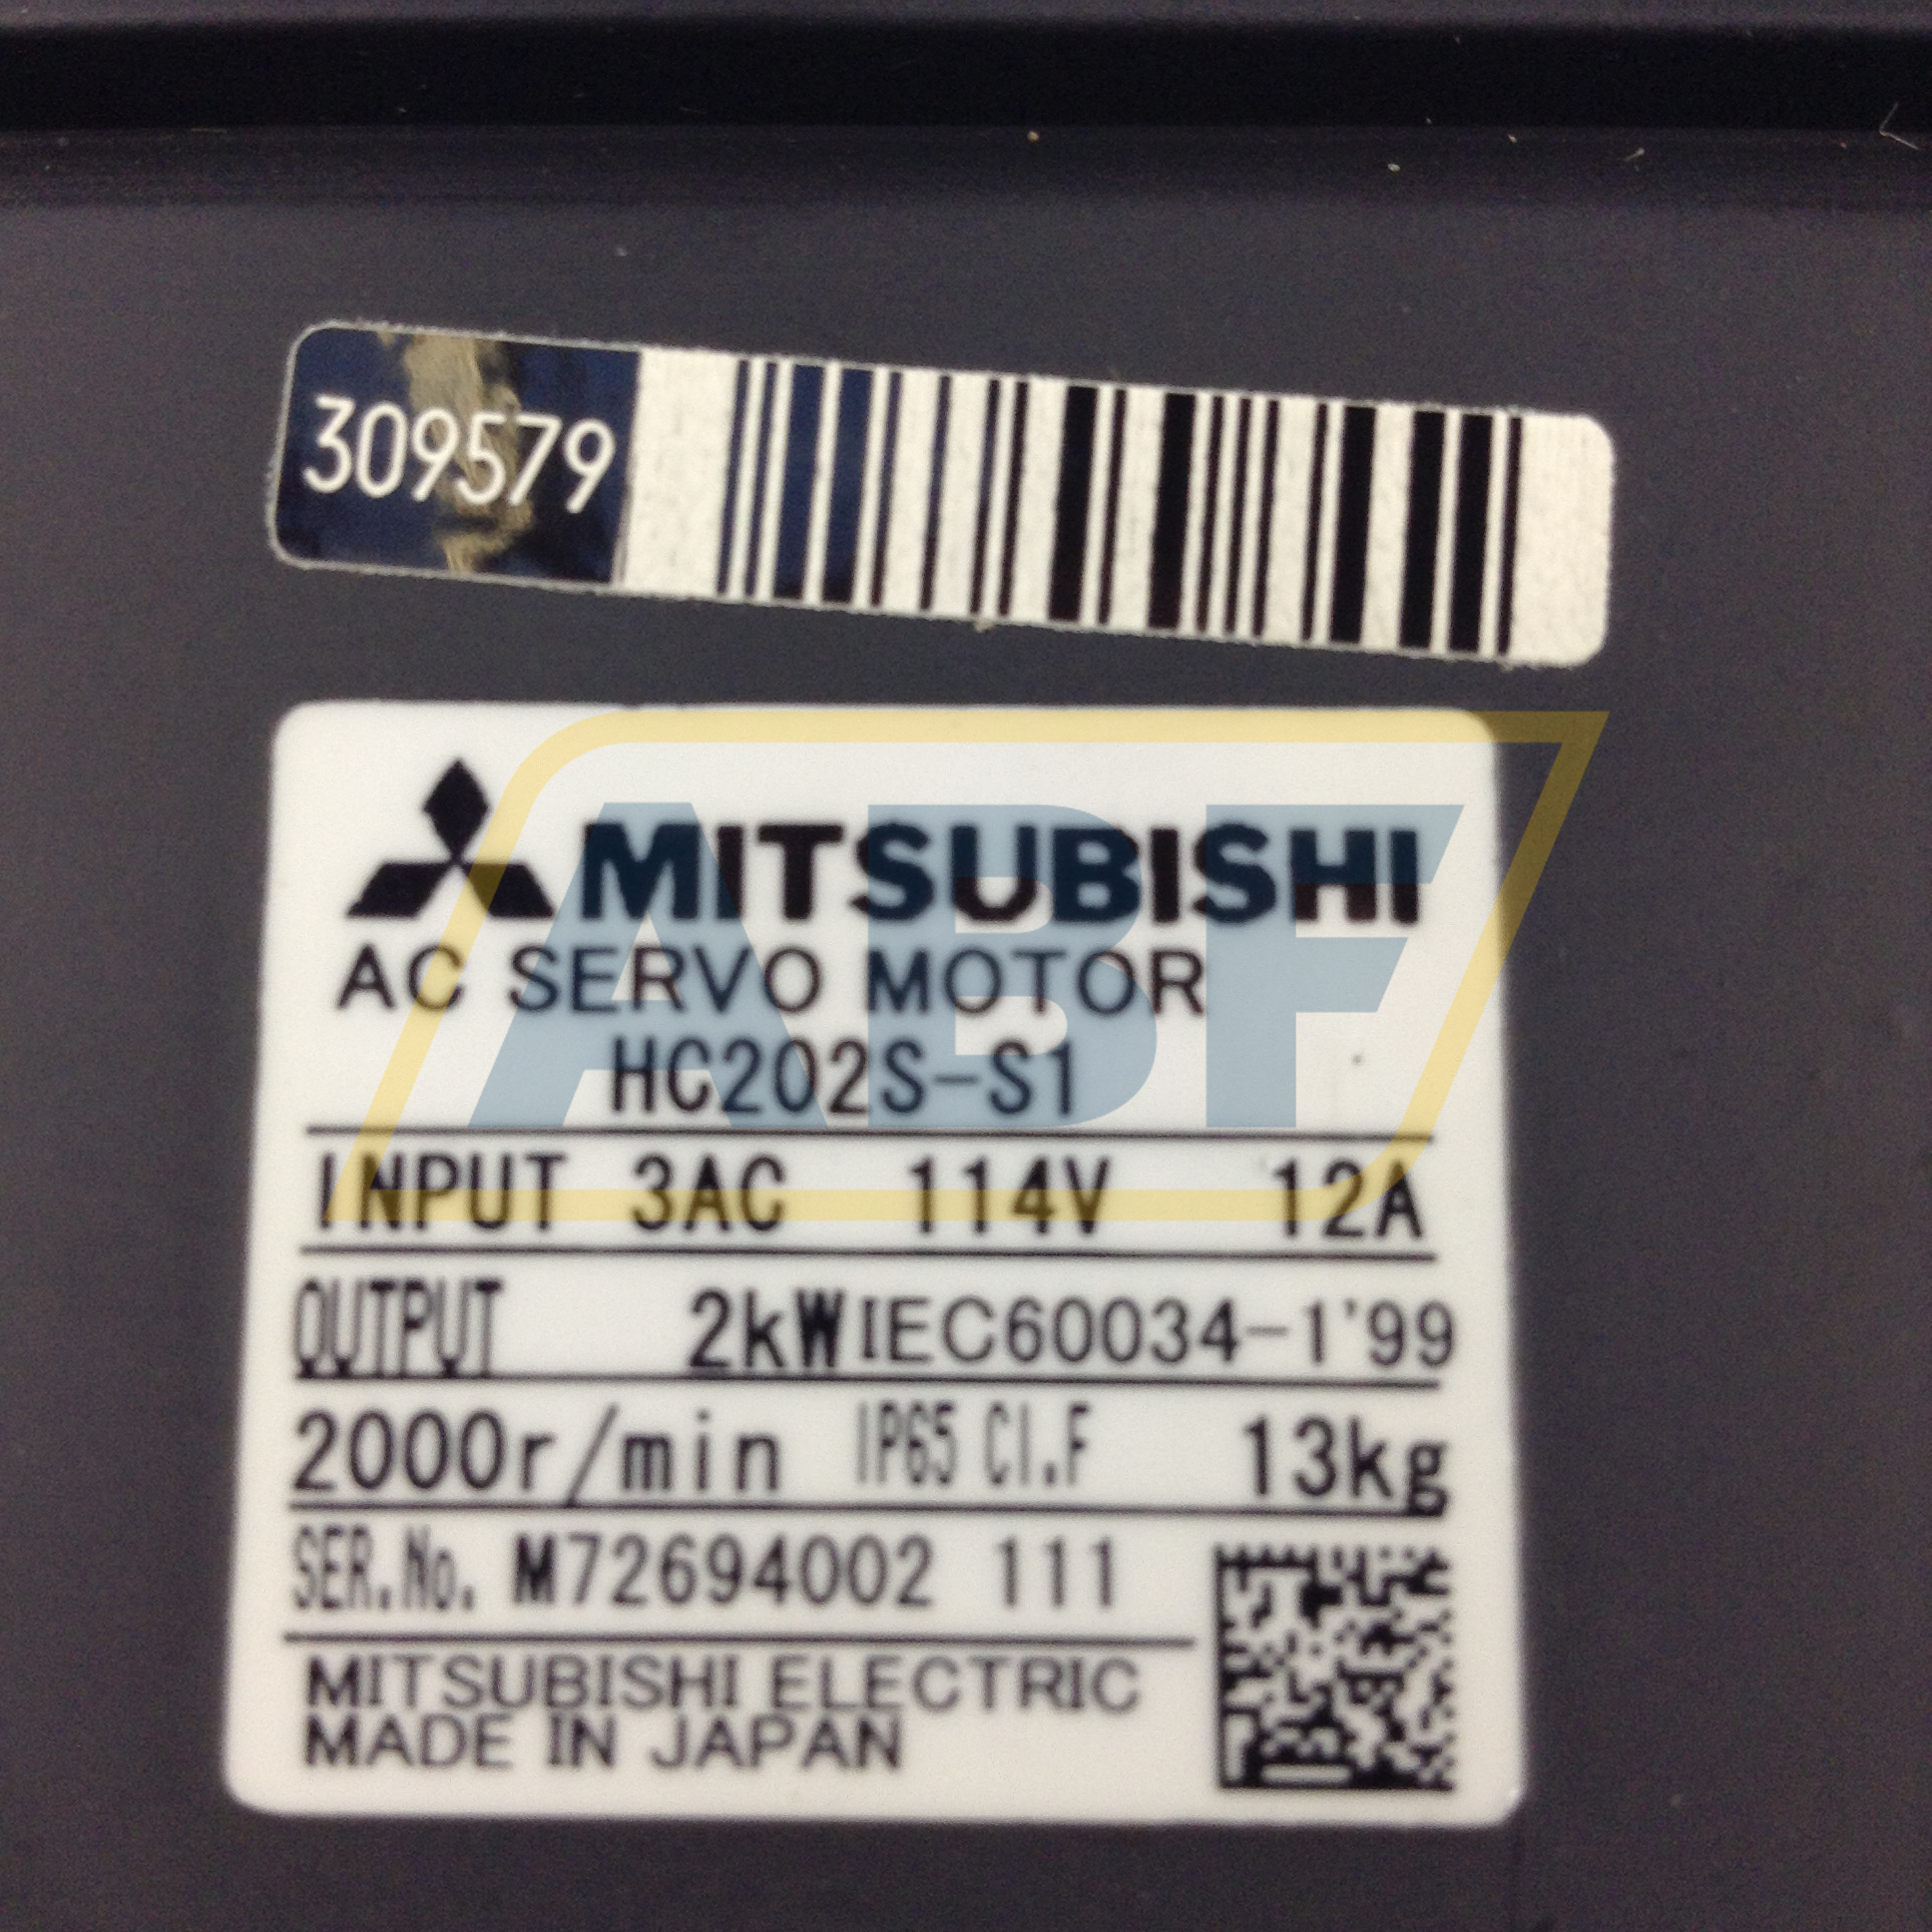 309579
MITSUBISHI
AC SERVO MOTOR
HC202S-S1
INPUT 3AC 114V 12A
OUTPUT 2kW IEC60034-1'99
2000r/min IP65 CI.F 13kg
SER.No. M72694002 111
MITSUBISHI ELECTRIC
MADE IN JAPAN
ABF